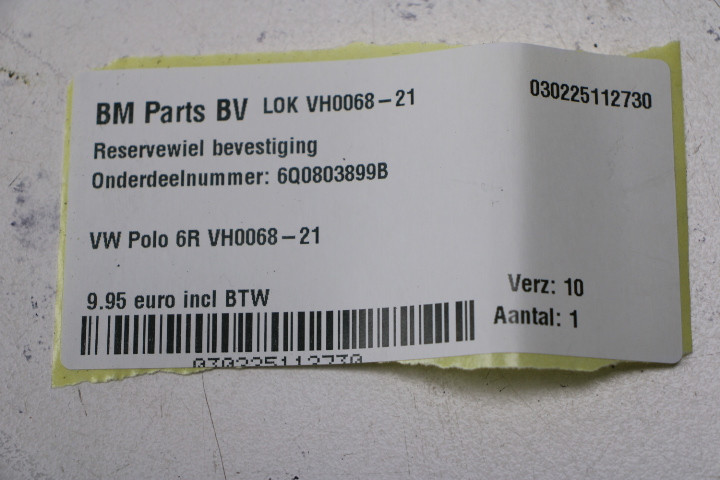 BM Parts BV LOK VH0068-21
030225112730
Reservewiel bevestiging
Onderdeelnummer: 6Q0803899B
VW Polo 6R VH0068-21
9.95 euro incl BTW
Verz: 10
Aantal: 1
030225112730